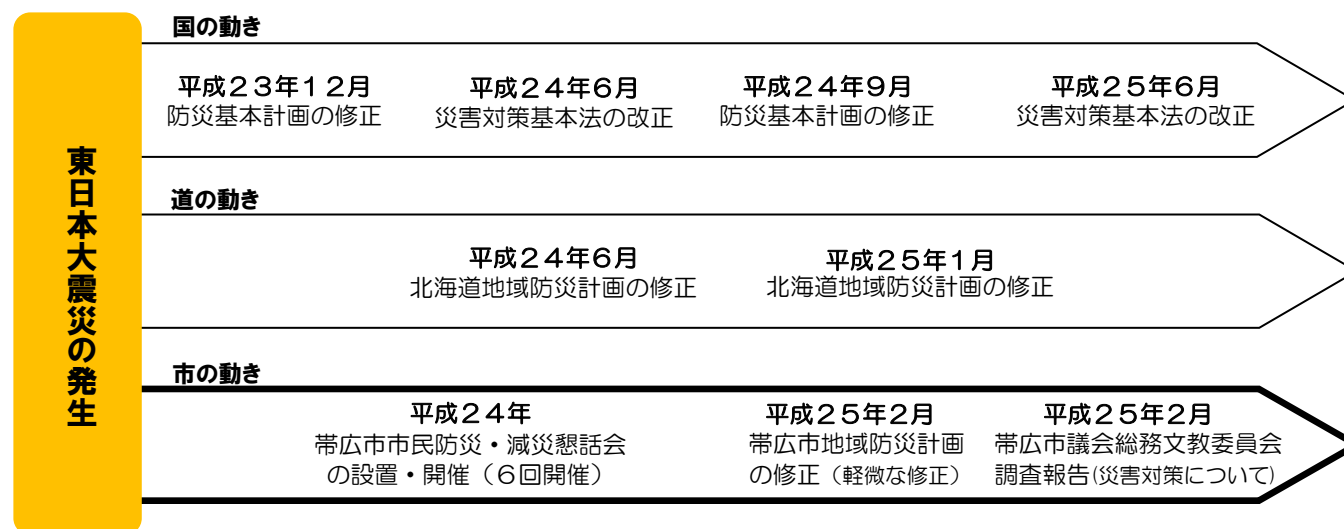 東日本大震災の発生
国の動き
平成２３年１２月
防災基本計画の修正
平成２４年６月
災害対策基本法の改正
平成２４年９月
防災基本計画の修正
平成２５年６月
災害対策基本法の改正
道の動き
平成２４年６月
北海道地域防災計画の修正
平成２５年１月
北海道地域防災計画の修正
市の動き
平成２４年
帯広市市民防災・減災懇話会
の設置・開催（６回開催）
平成２５年２月
帯広市地域防災計画
の修正（軽微な修正）
平成２５年２月
帯広市議会総務文教委員会
調査報告(災害対策について)